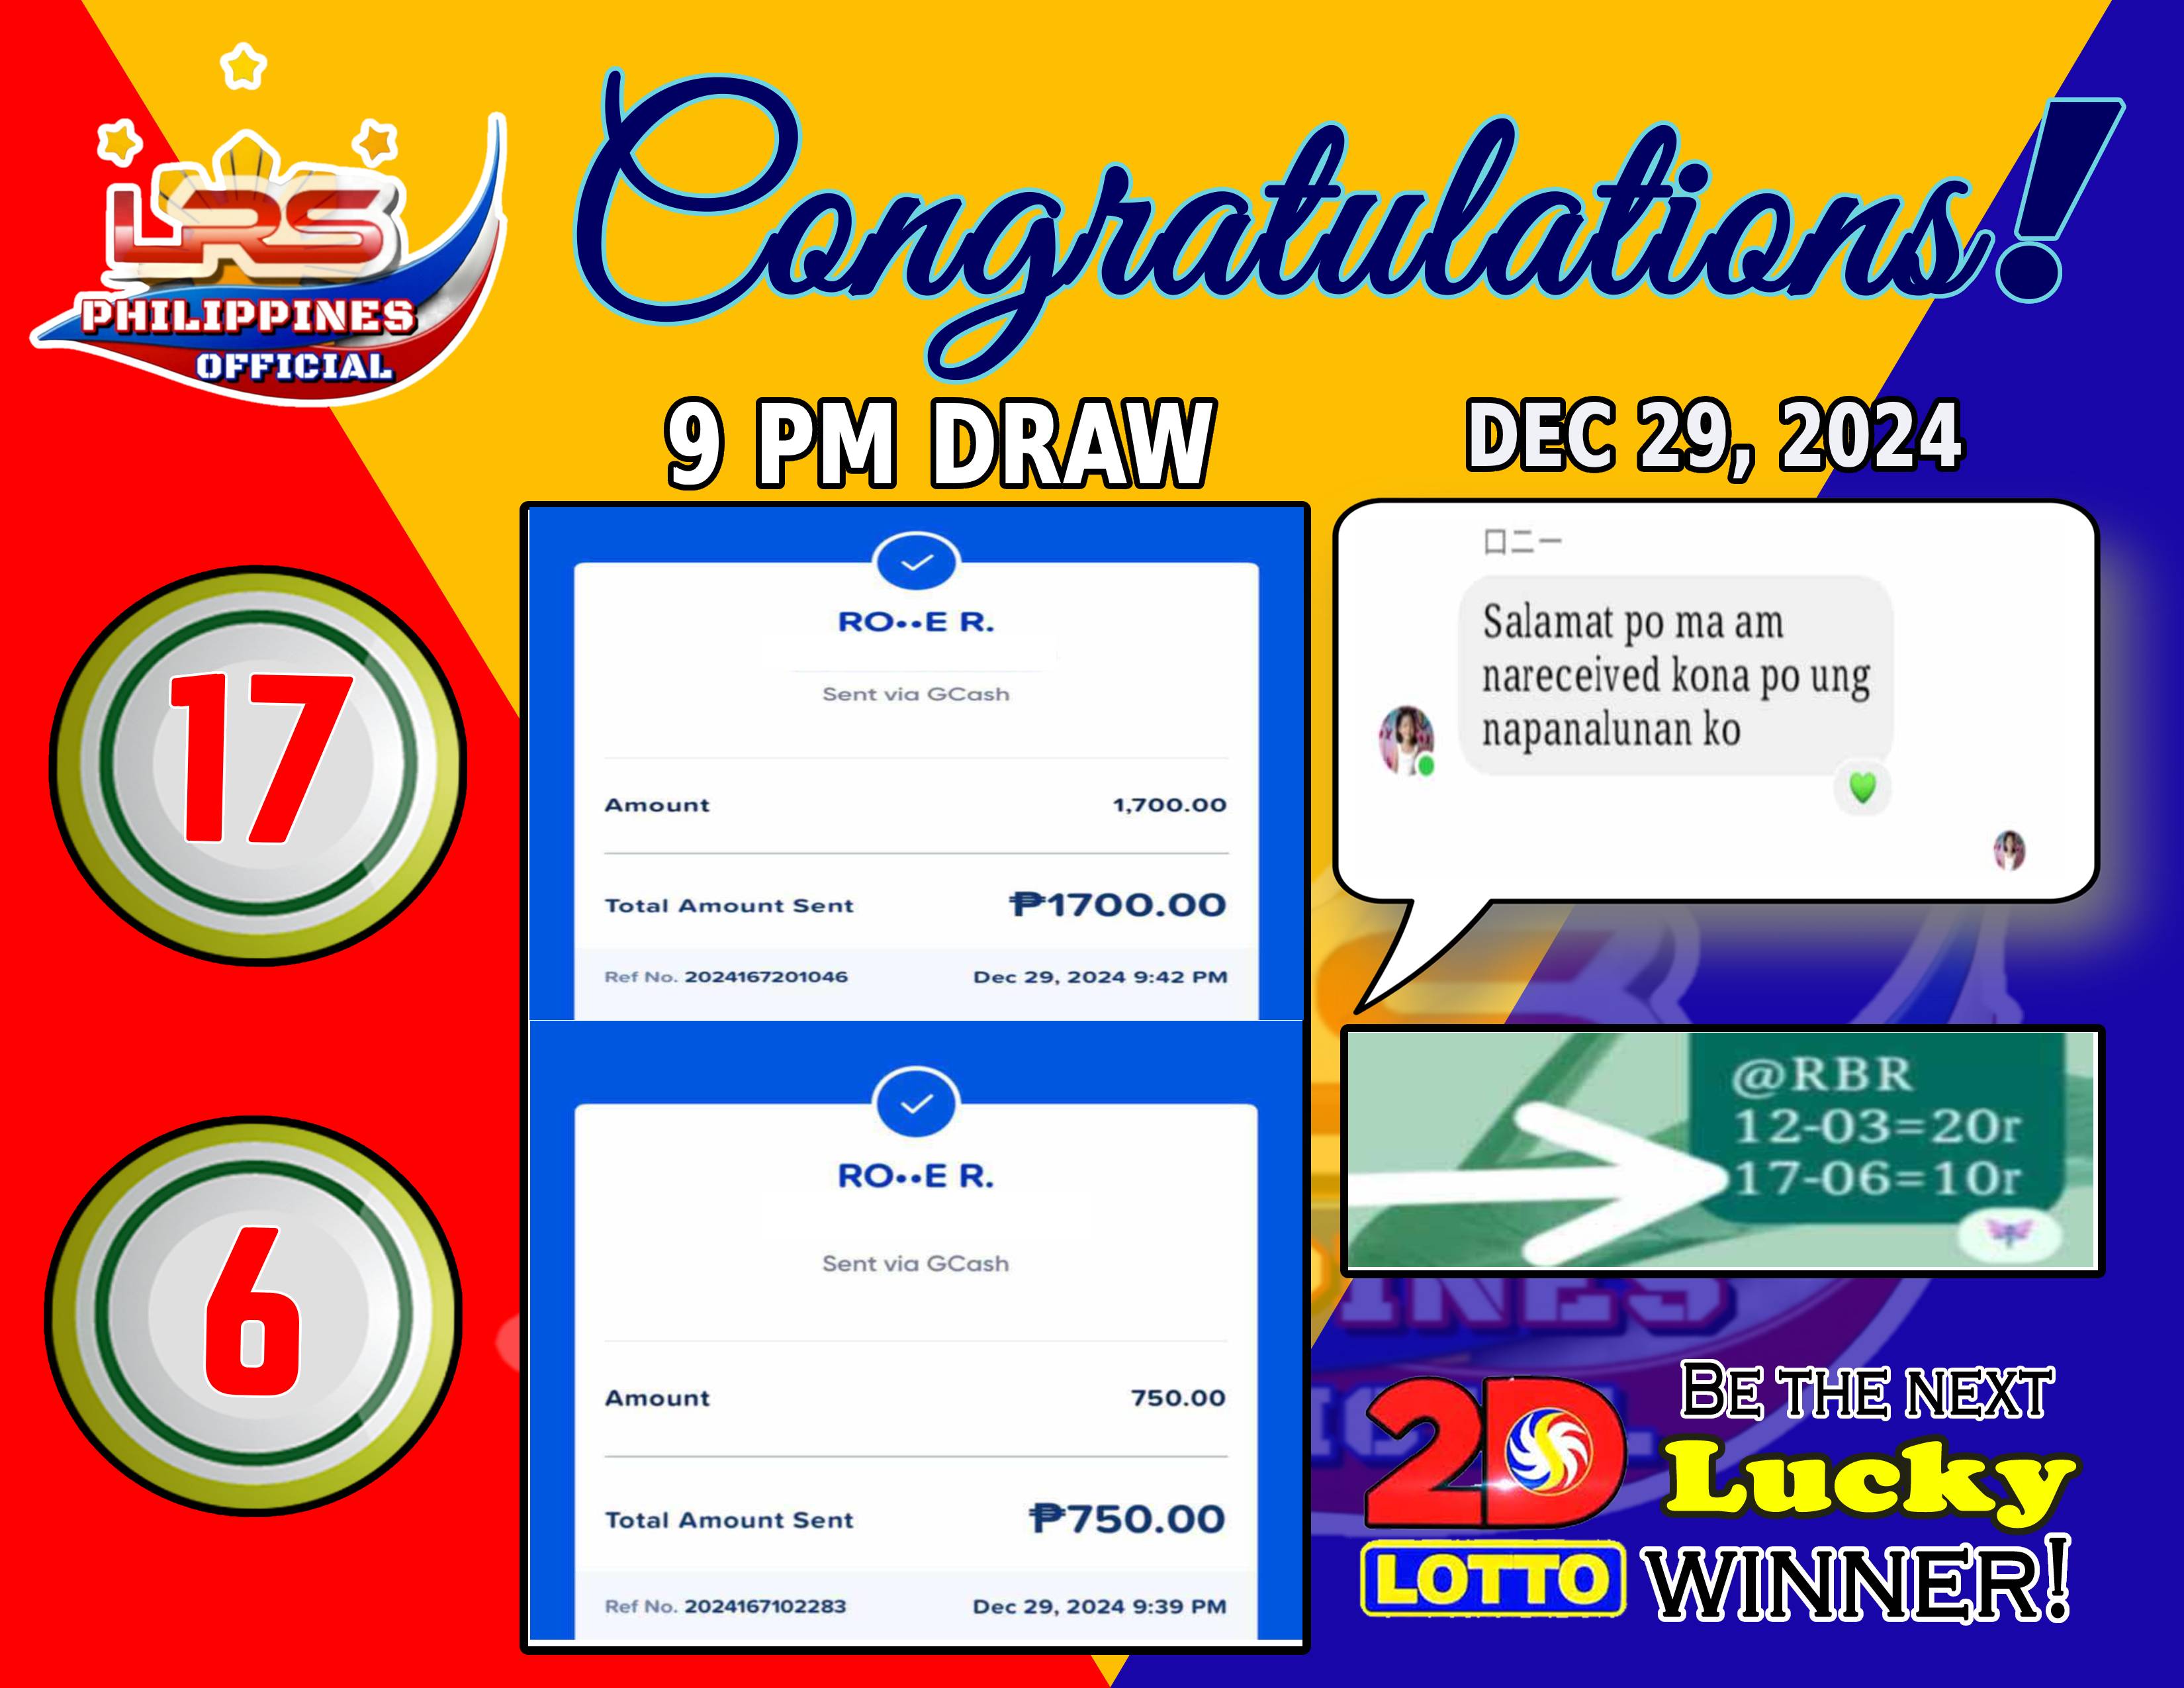 LRS
PHILIPPINES
OFFICIAL
Congratulations!
9 PM DRAW
DEC 29, 2024
17
6
RO••E R.
Sent via GCash
Amount 1,700.00
Total Amount Sent ₱1700.00
Ref No. 2024167201046 Dec 29, 2024 9:42 PM
RO••E R.
Sent via GCash
Amount 750.00
Total Amount Sent ₱750.00
Ref No. 2024167102283 Dec 29, 2024 9:39 PM
ロニー
Salamat po ma am
nareceived kona po ung
napanalunan ko
@RBR
12-03=20r
17-06=10r
2D
LOTTO
BE THE NEXT
Lucky
WINNER!